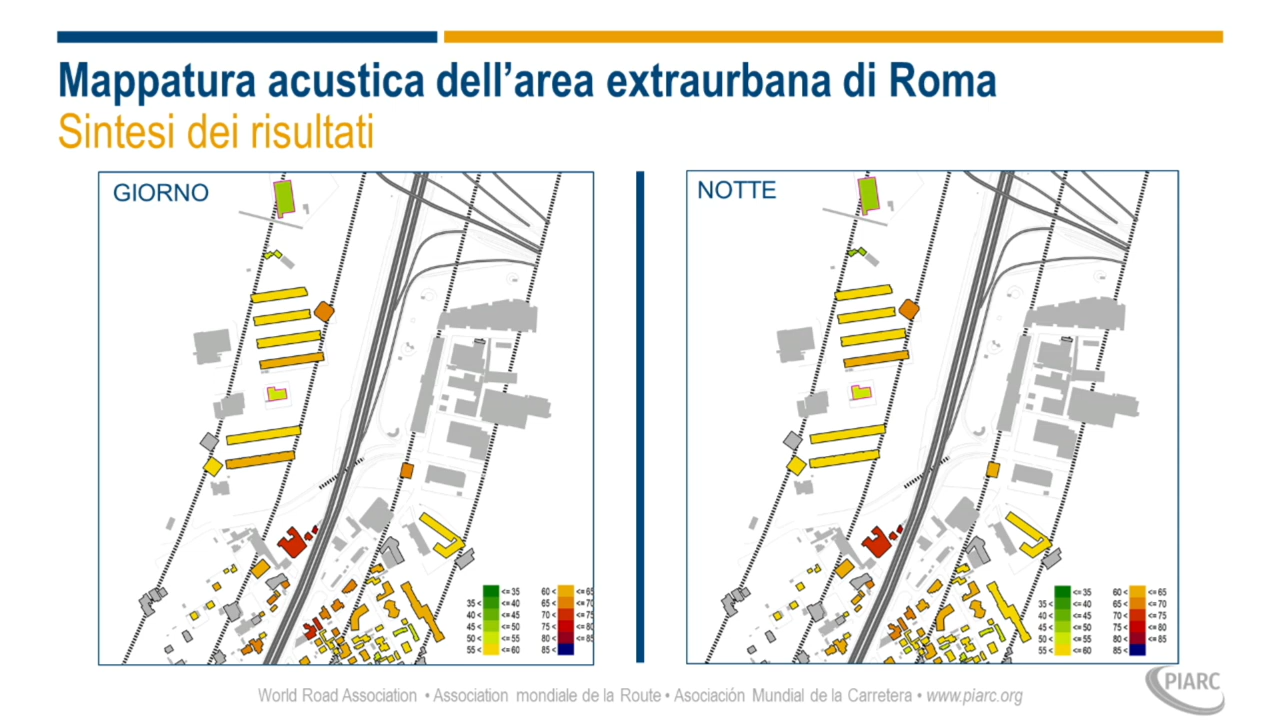 Mappatura acustica dell'area extraurbana di Roma
Sintesi dei risultati
GIORNO
<= 35
35 < <= 40
40 < <= 45
45 < <= 50
50 < <= 55
55 < <= 60
60 < <= 65
65 < <= 70
70 < <= 75
75 < <= 80
80 < <= 85
85 <
NOTTE
<= 35
35 < <= 40
40 < <= 45
45 < <= 50
50 < <= 55
55 < <= 60
60 < <= 65
65 < <= 70
70 < <= 75
75 < <= 80
80 < <= 85
85 <
World Road Association • Association mondiale de la Route • Asociación Mundial de la Carretera • www.piarc.org
PIARC